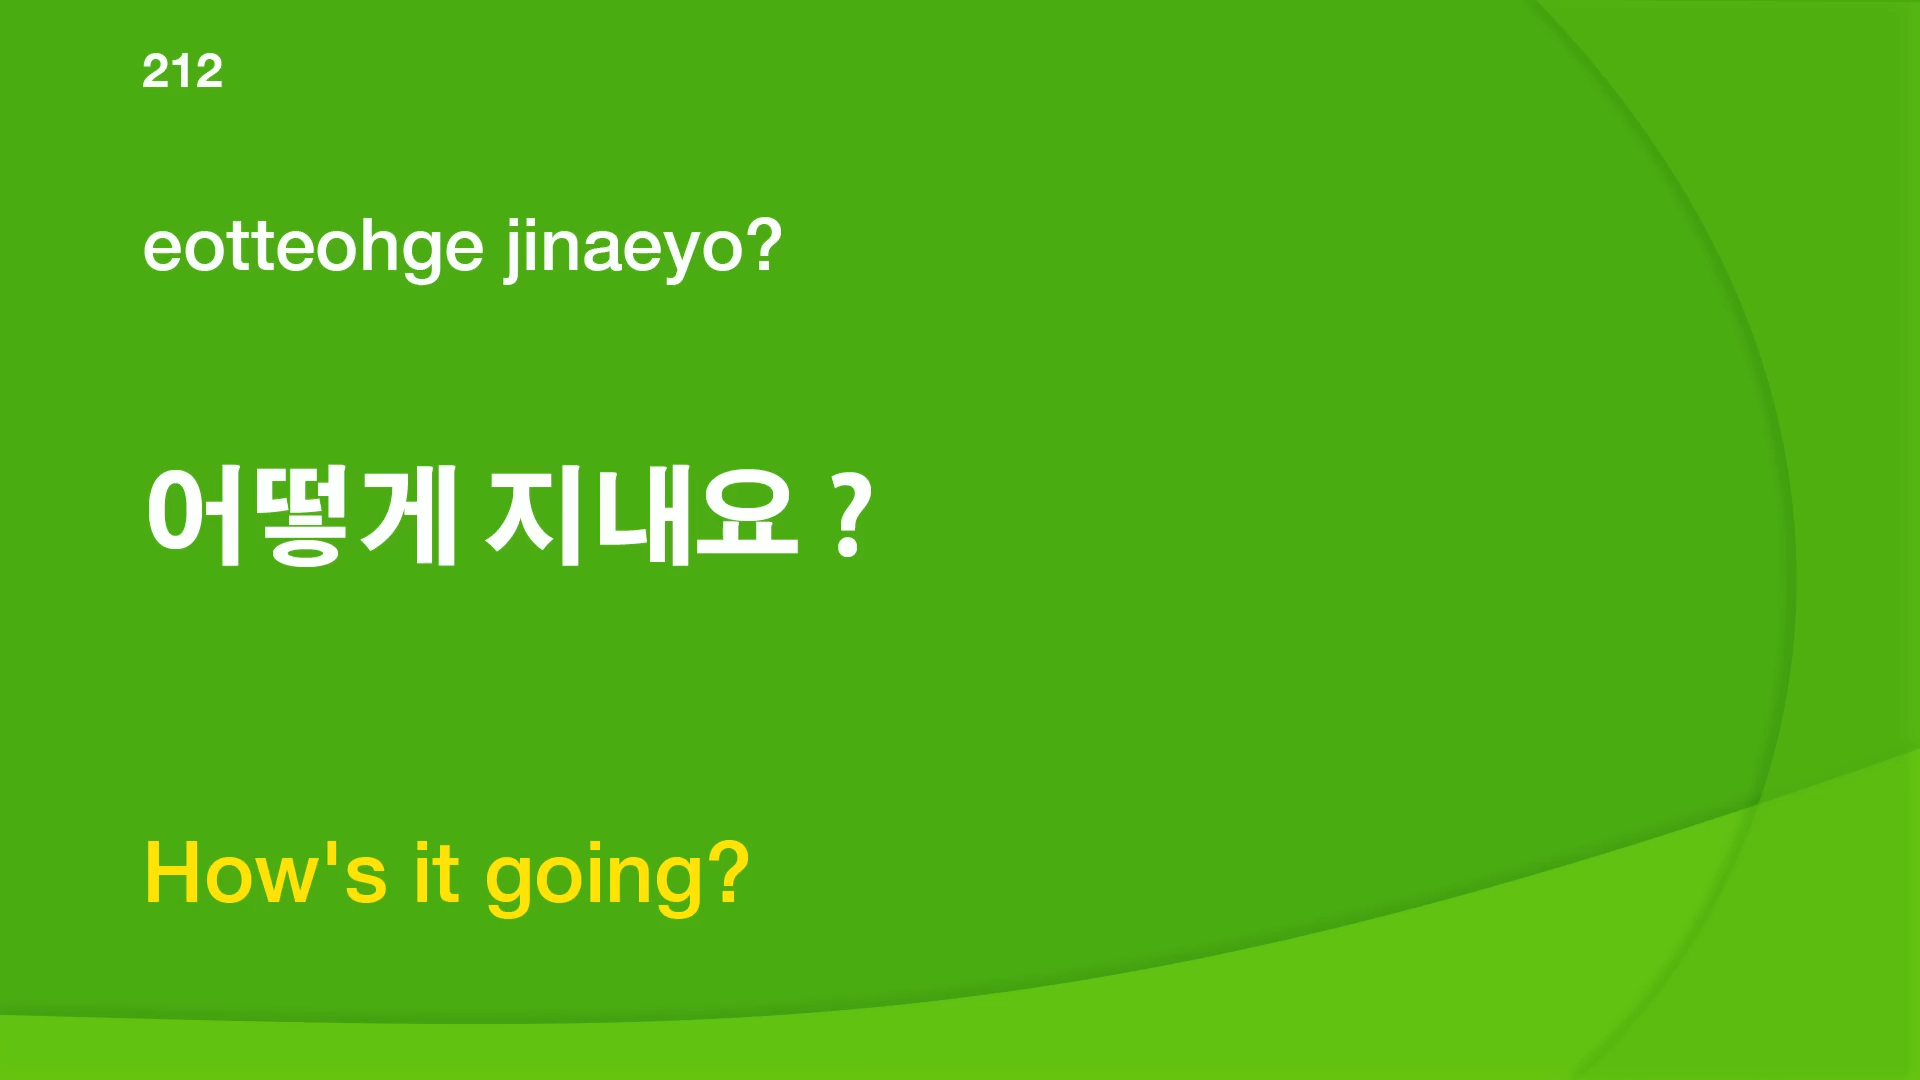 212
eotteohge jinaeyo?
어떻게 지내요 ?
How's it going?